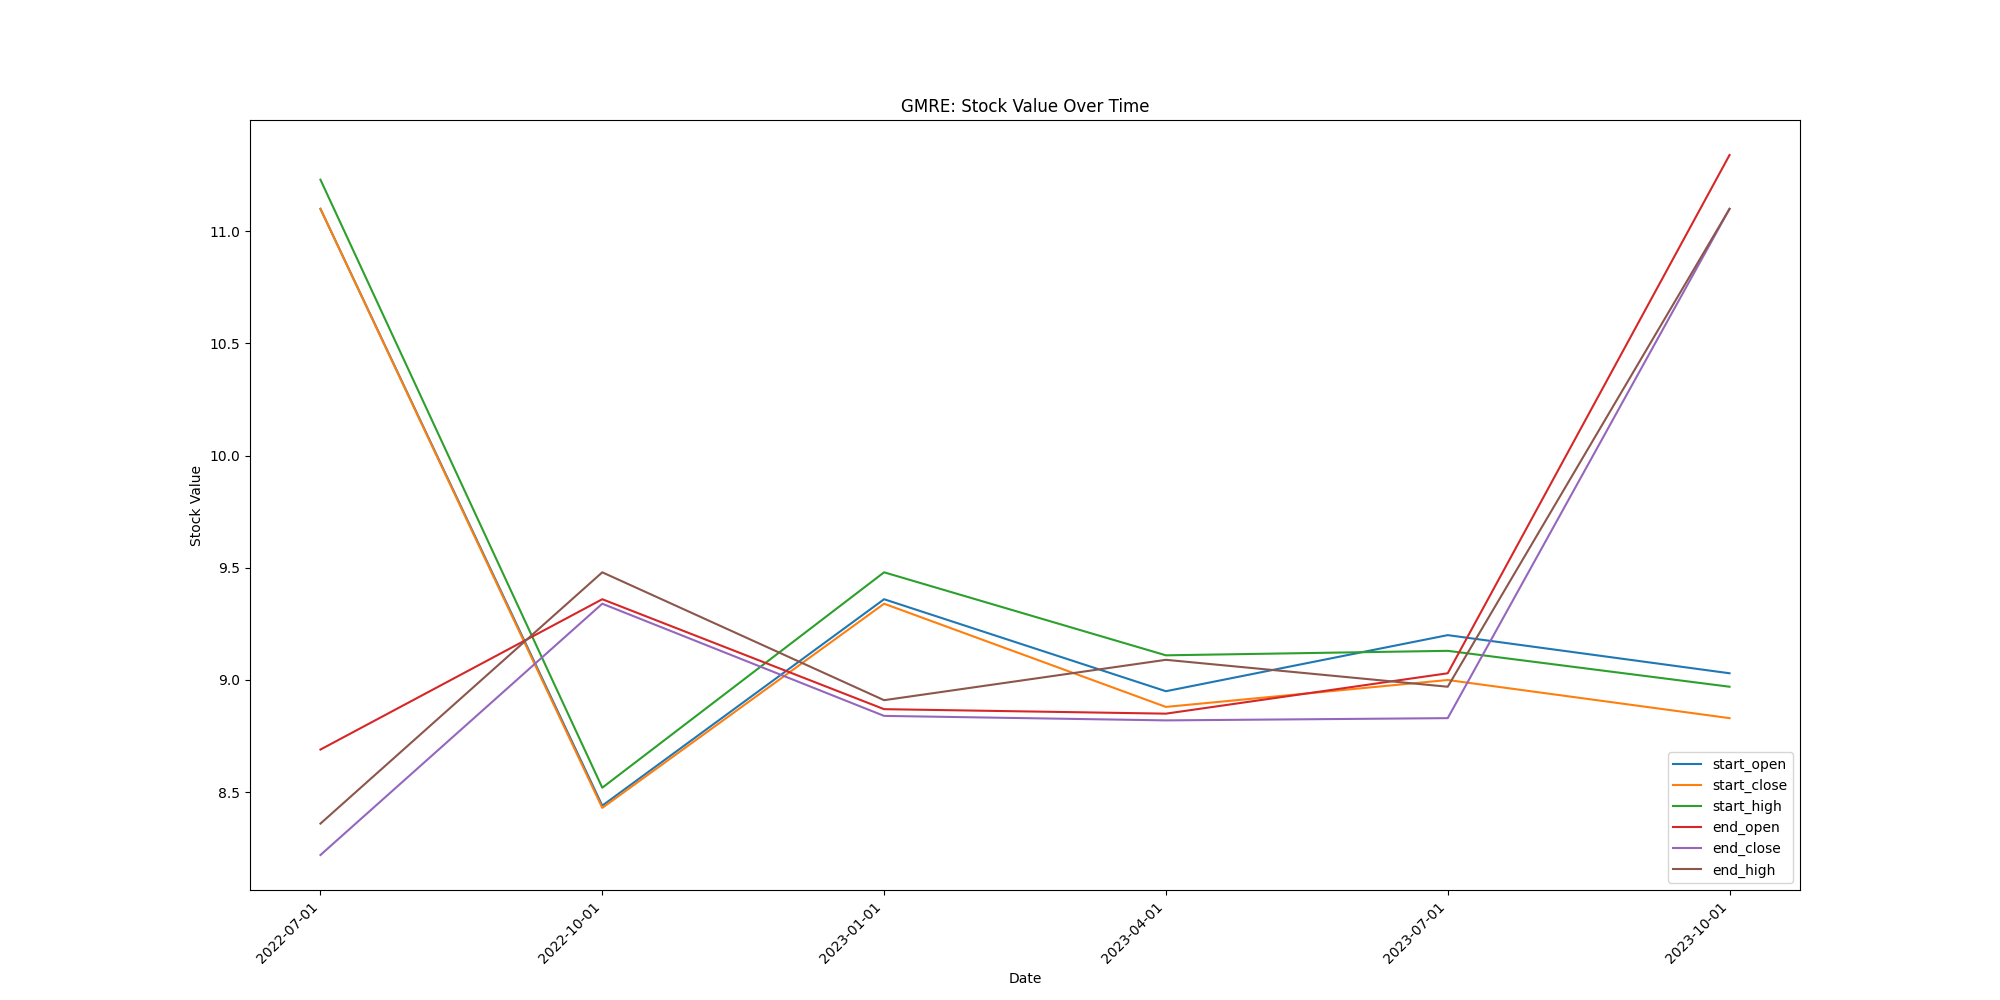 GMRE: Stock Value Over Time
Stock Value
11.0
10.5
10.0
9.5
9.0
8.5
start_open
start_close
start_high
end_open
end_close
end_high
2022-07-01
2022-10-01
2023-01-01
2023-04-01
2023-07-01
2023-10-01
Date